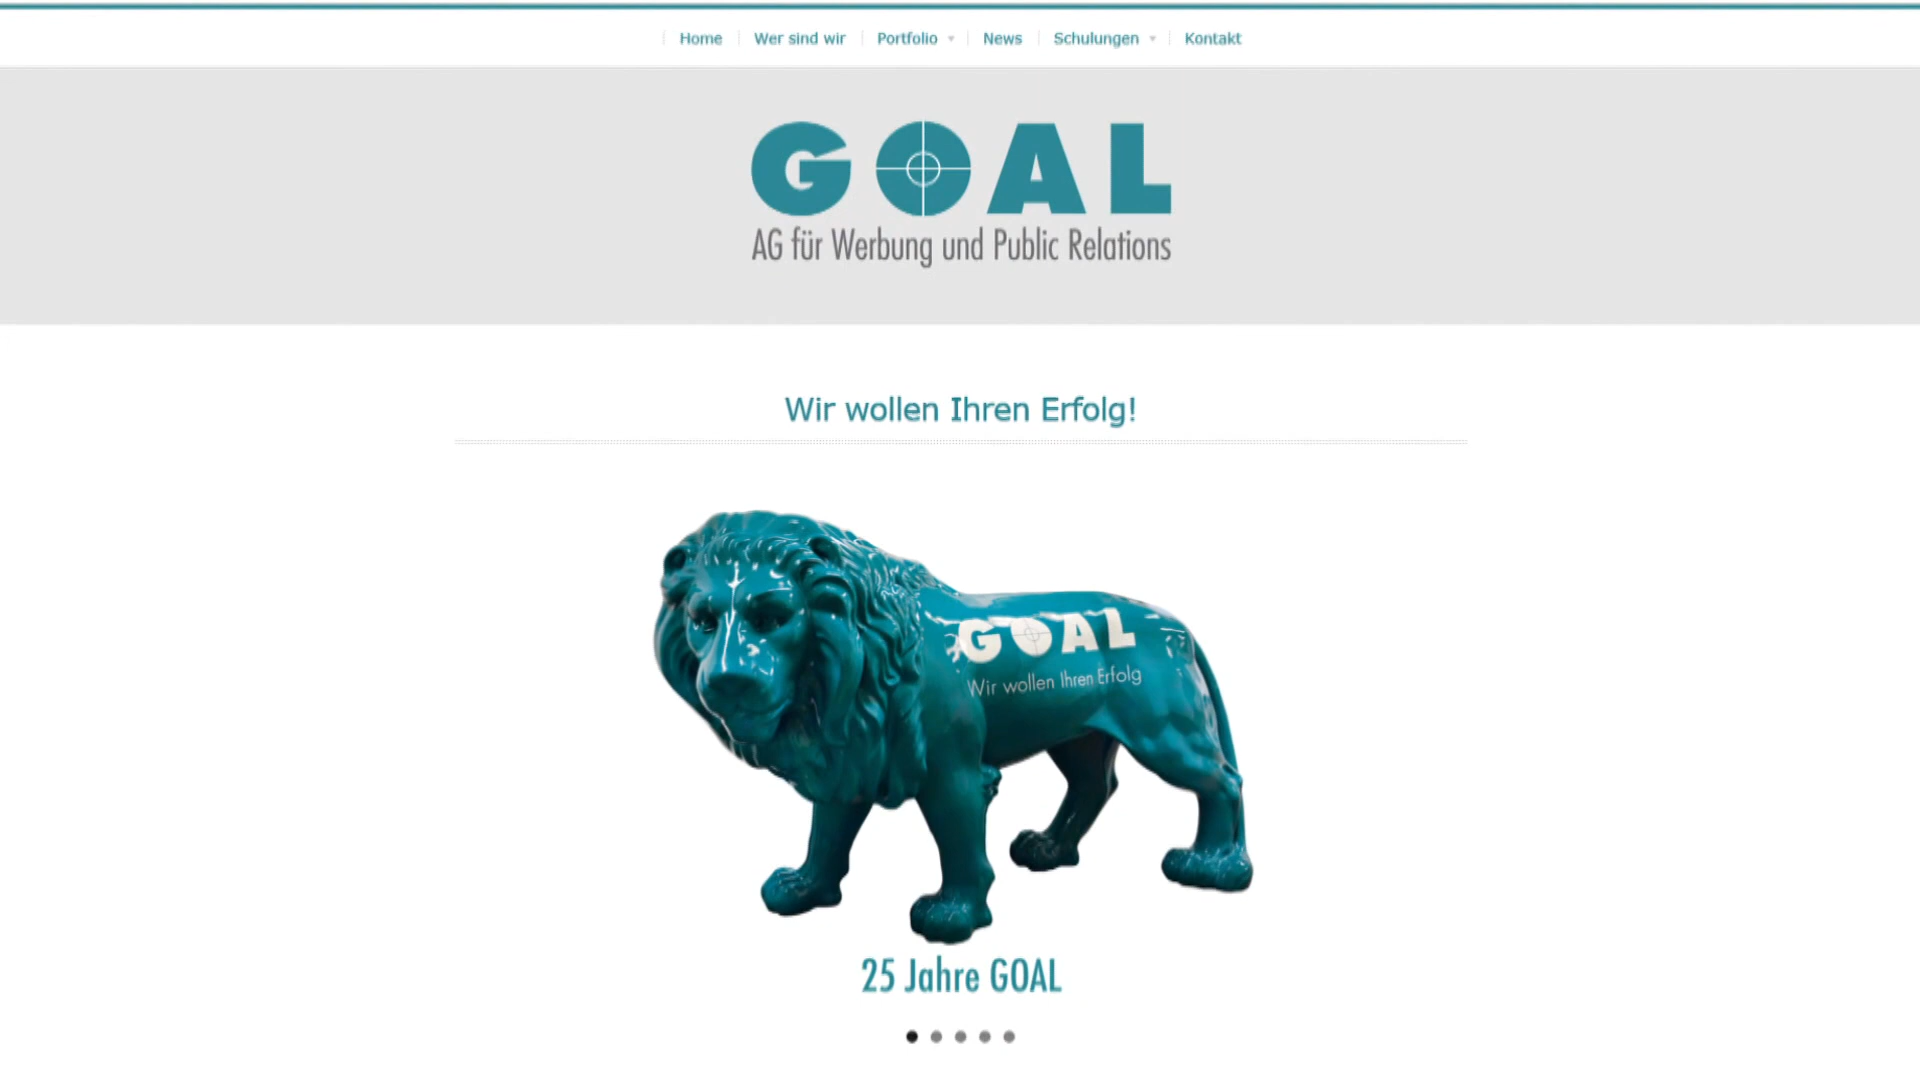 Home Wer sind wir Portfolio News Schulungen Kontakt
GOAL
AG für Werbung und Public Relations
Wir wollen Ihren Erfolg!
GOAL
Wir wollen Ihren Erfolg
25 Jahre GOAL